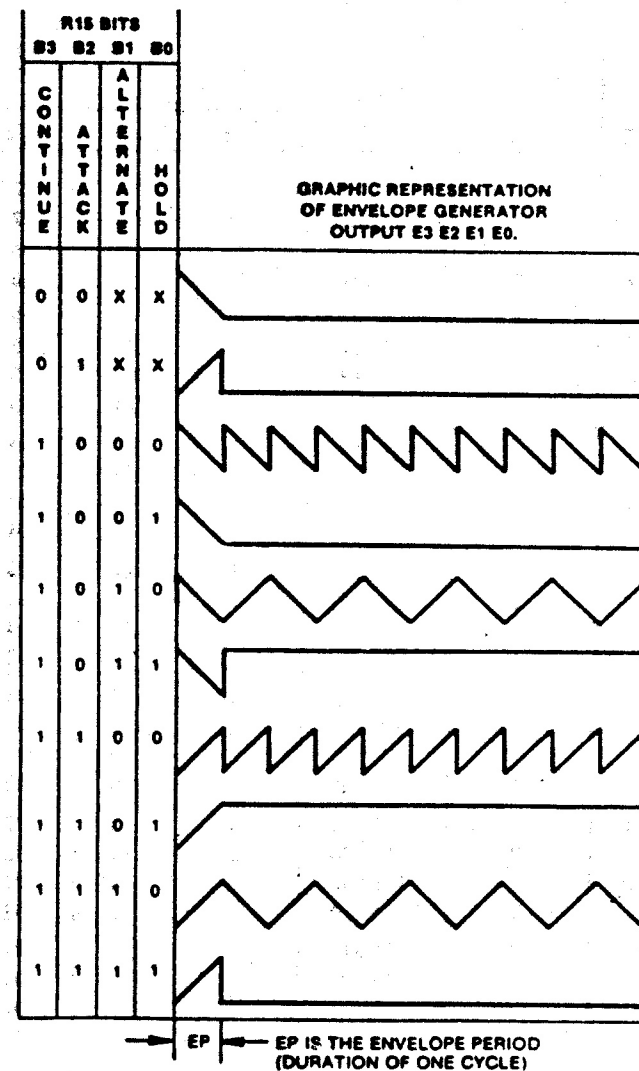 R15 BITS
B3 B2 B1 B0
CONTINUE ATTACK ALTERNATE HOLD
GRAPHIC REPRESENTATION
OF ENVELOPE GENERATOR
OUTPUT E3 E2 E1 E0.
0 0 X X
0 1 X X
1 0 0 0
1 0 0 1
1 0 1 0
1 0 1 1
1 1 0 0
1 1 0 1
1 1 1 0
1 1 1 1
EP EP IS THE ENVELOPE PERIOD
(DURATION OF ONE CYCLE)